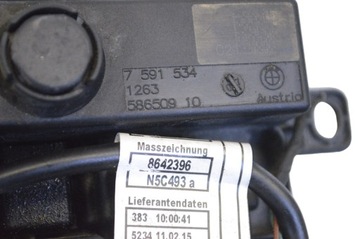 7 591 534
1263
586509 10
Austria
Masszeichnung
8642396
N5C493 a
Lieferantendaten
383 10:00:41
5234 11.02.15